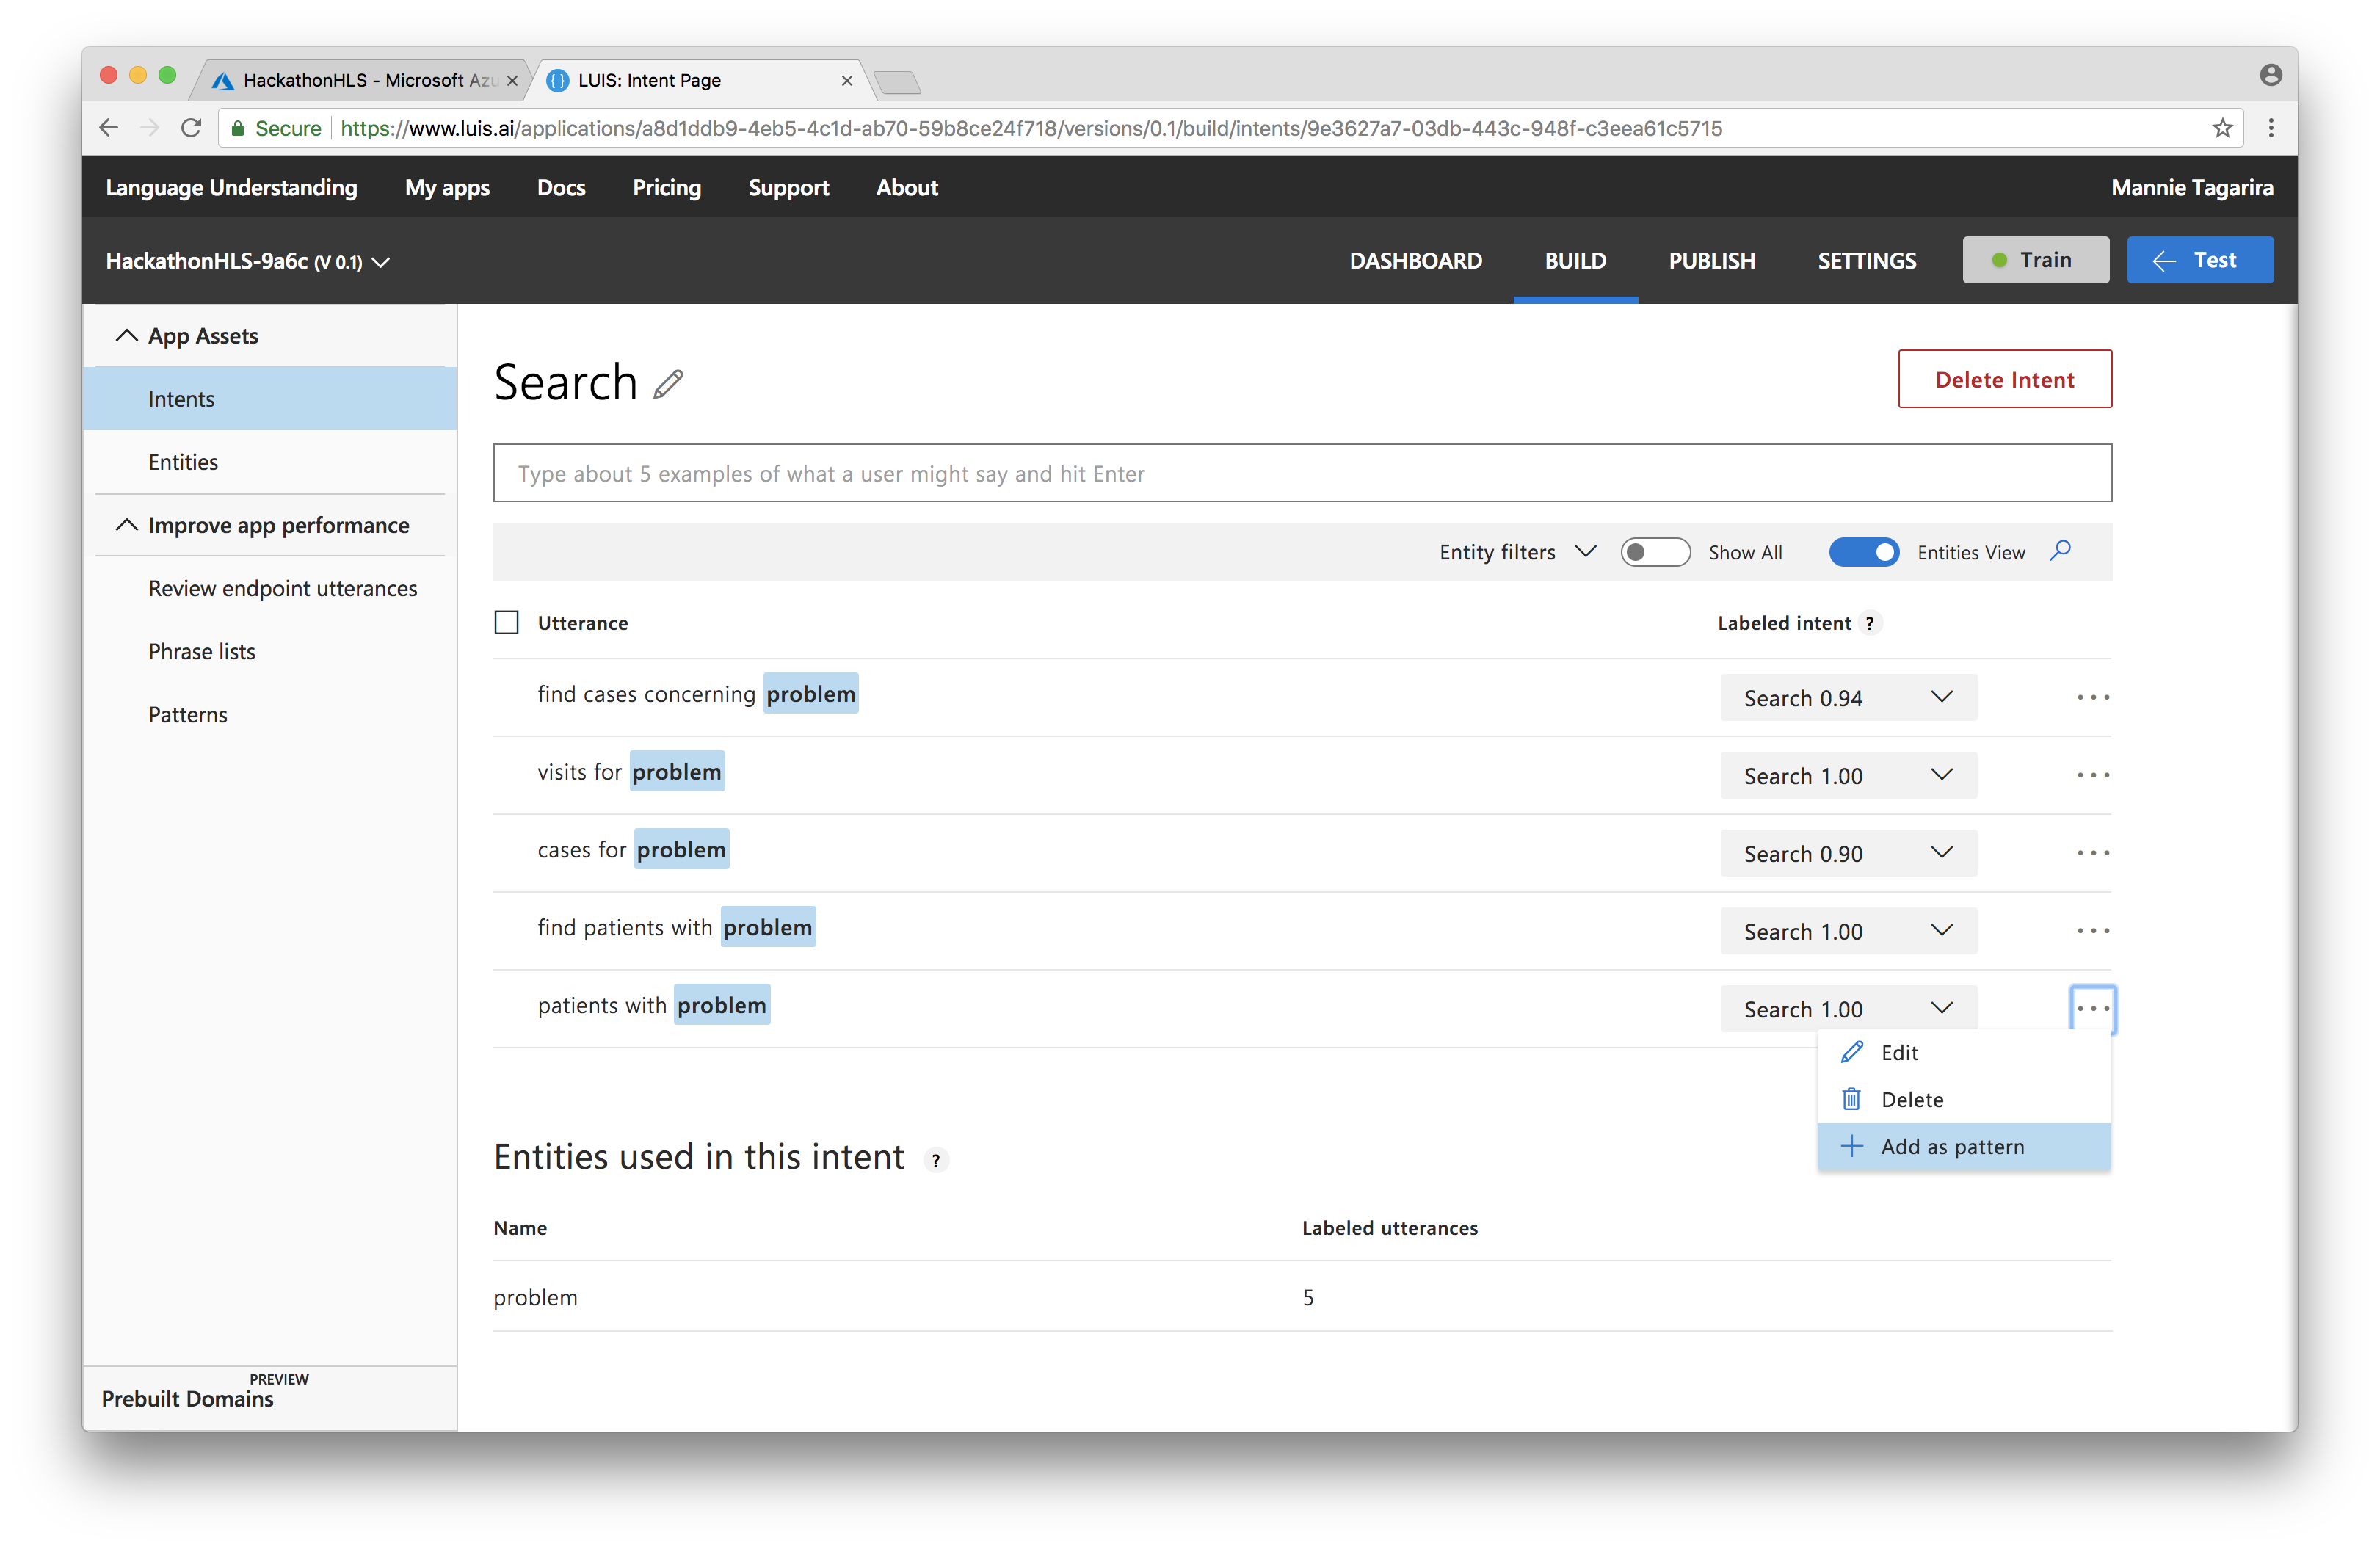 HackathonHLS - Microsoft Azu
LUIS: Intent Page
Secure https://www.luis.ai/applications/a8d1ddb9-4eb5-4c1d-ab70-59b8ce24f718/versions/0.1/build/intents/9e3627a7-03db-443c-948f-c3eea61c5715
Language Understanding My apps Docs Pricing Support About Mannie Tagarira
HackathonHLS-9a6c (V 0.1) DASHBOARD BUILD PUBLISH SETTINGS Train Test
App Assets
Intents
Entities
Improve app performance
Review endpoint utterances
Phrase lists
Patterns
PREVIEW
Prebuilt Domains
Search
Delete Intent
Type about 5 examples of what a user might say and hit Enter
Entity filters Show All Entities View
Utterance Labeled intent ?
find cases concerning problem Search 0.94
visits for problem Search 1.00
cases for problem Search 0.90
find patients with problem Search 1.00
patients with problem Search 1.00
Edit
Delete
Add as pattern
Entities used in this intent ?
Name Labeled utterances
problem 5